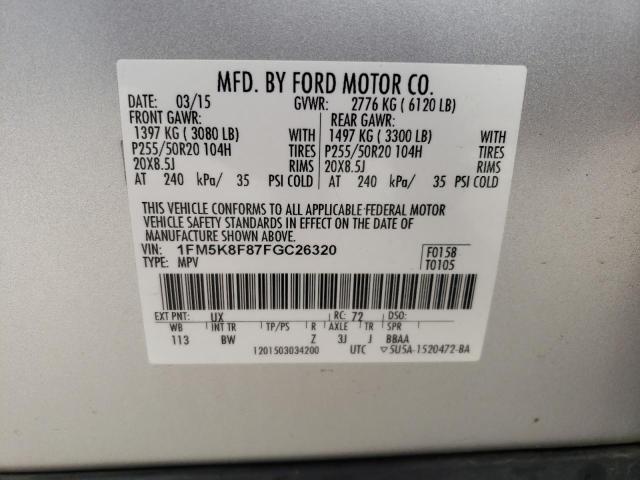 MFD. BY FORD MOTOR CO.
DATE: 03/15 GVWR: 2776 KG ( 6120 LB)
FRONT GAWR: REAR GAWR:
1397 KG ( 3080 LB) WITH 1497 KG ( 3300 LB) WITH
P255/50R20 104H TIRES P255/50R20 104H TIRES
20X8.5J RIMS 20X8.5J RIMS
AT 240 kPa/ 35 PSI COLD AT 240 kPa/ 35 PSI COLD
THIS VEHICLE CONFORMS TO ALL APPLICABLE FEDERAL MOTOR
VEHICLE SAFETY STANDARDS IN EFFECT ON THE DATE OF
MANUFACTURE SHOWN ABOVE.
VIN: 1FM5K8F87FGC26320 F0158
TYPE: MPV T0105
EXT PNT: UX RC: 72 DSO:
WB INT TR TP/PS R AXLE TR SPR
113 BW Z 3J J BBAA
1201503034200 UTC ▽5U5A-1520472-BA